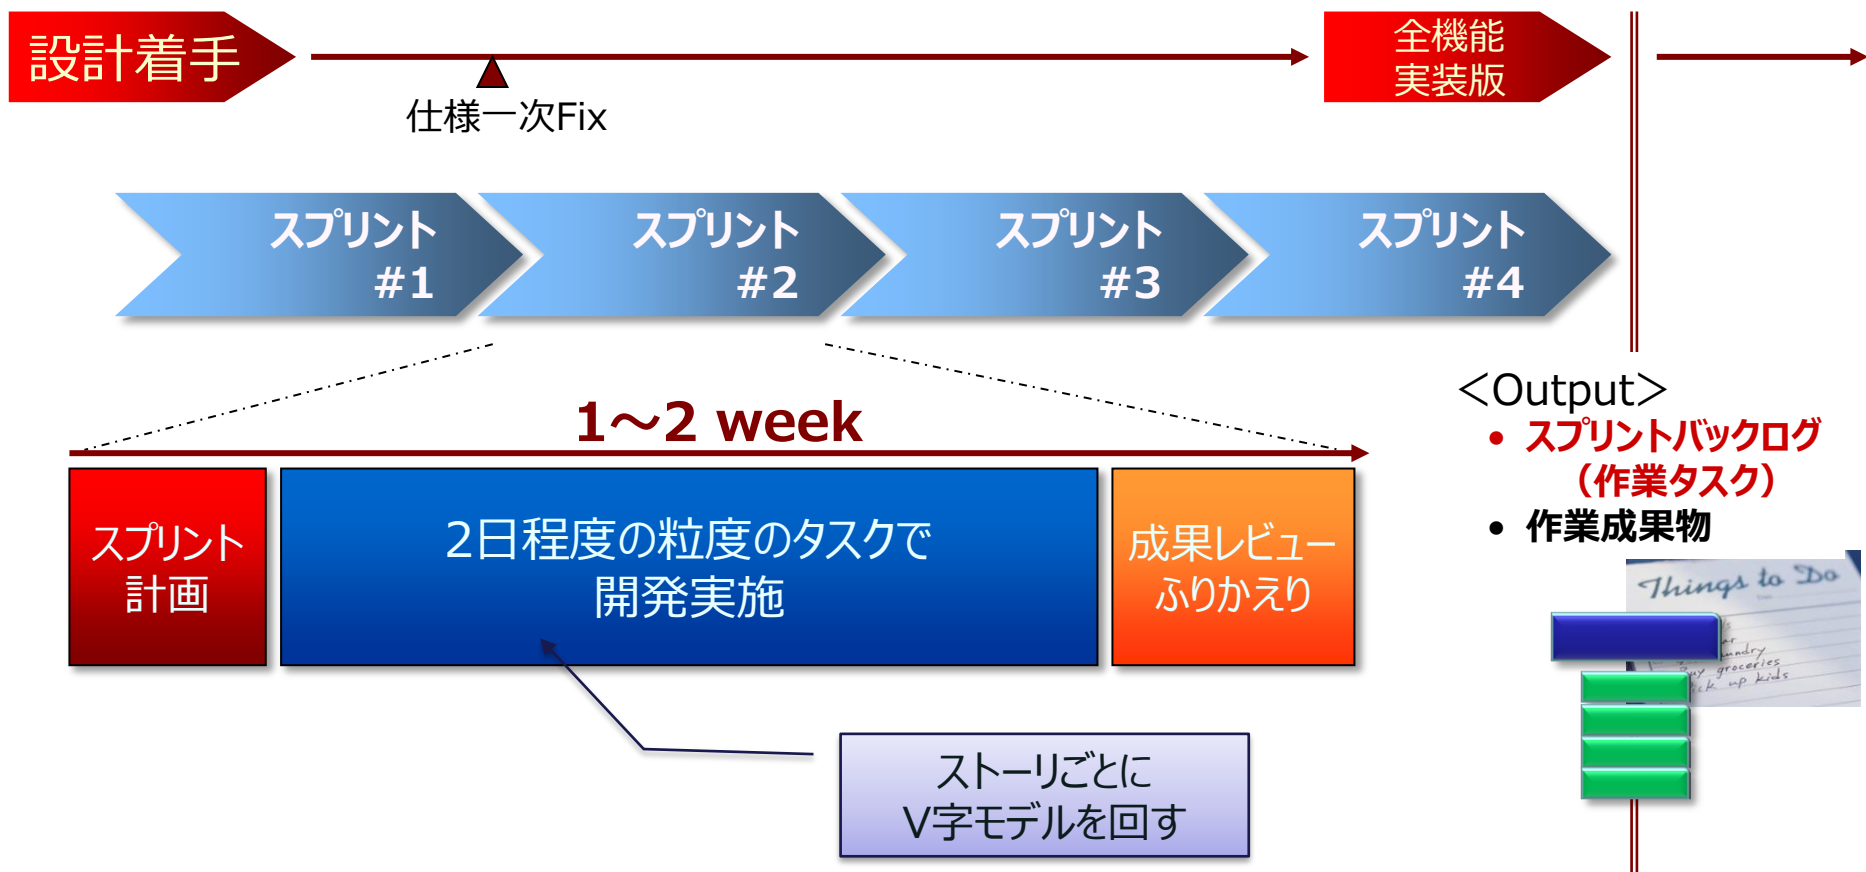 設計着手
全機能
実装版
仕様一次Fix
スプリント
#1
スプリント
#2
スプリント
#3
スプリント
#4
1～2 week
スプリント
計画
2日程度の粒度のタスクで
開発実施
成果レビュー
ふりかえり
ストーリごとに
V字モデルを回す
＜Output＞
• スプリントバックログ
（作業タスク）
• 作業成果物
Things to Do
groceries
up kids